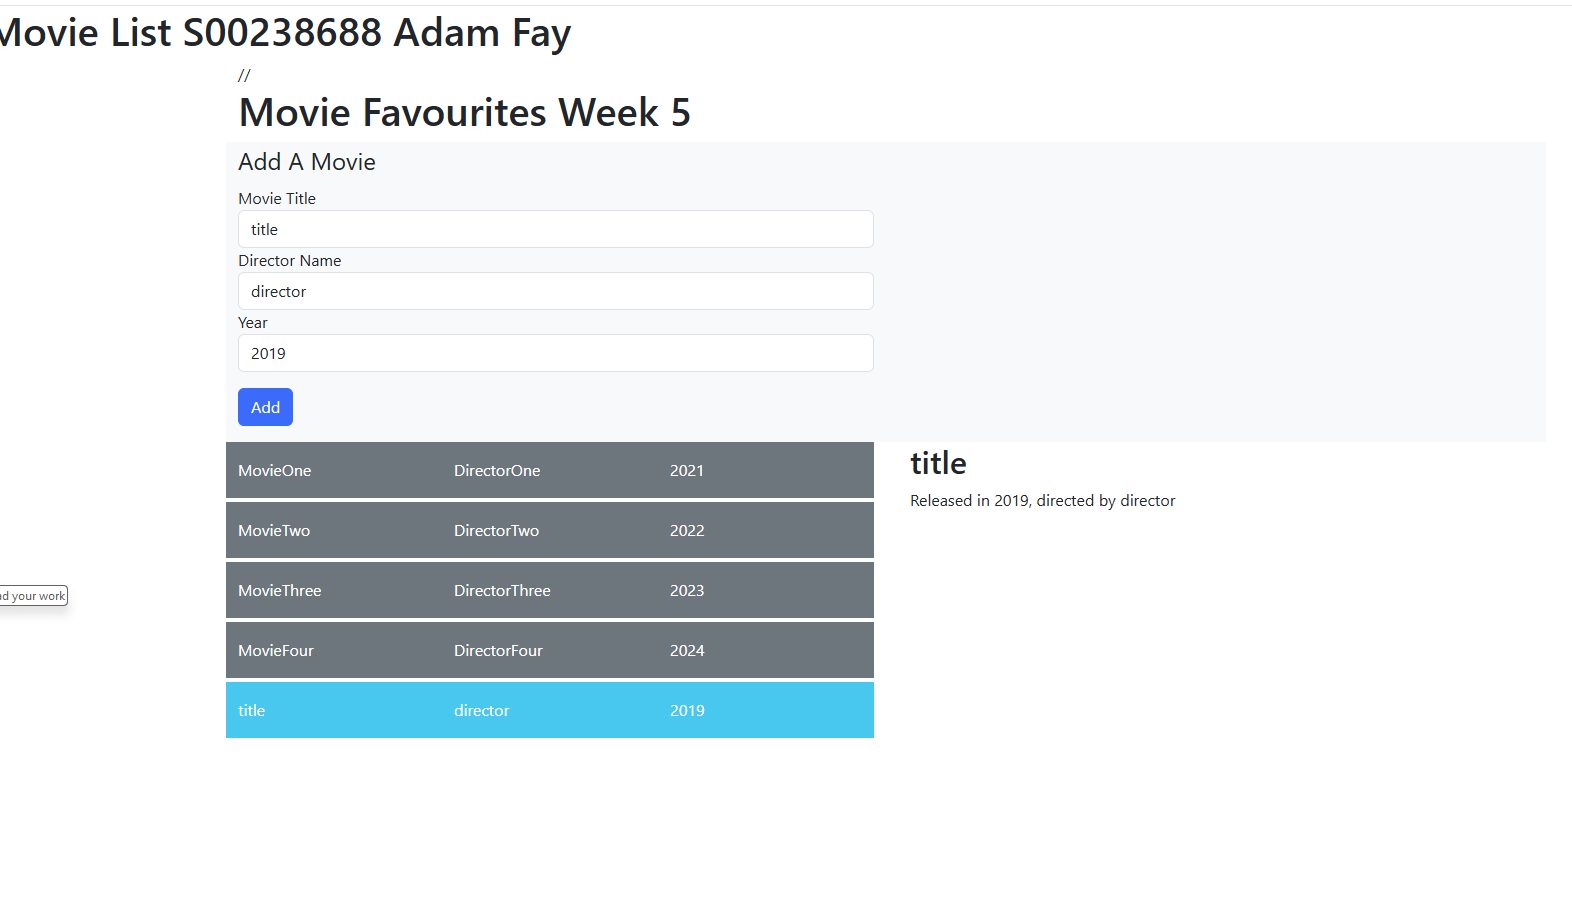 Movie List S00238688 Adam Fay
//
Movie Favourites Week 5
Add A Movie
Movie Title
title
Director Name
director
Year
2019
Add
MovieOne DirectorOne 2021
MovieTwo DirectorTwo 2022
MovieThree DirectorThree 2023
MovieFour DirectorFour 2024
title director 2019
title
Released in 2019, directed by director
your work